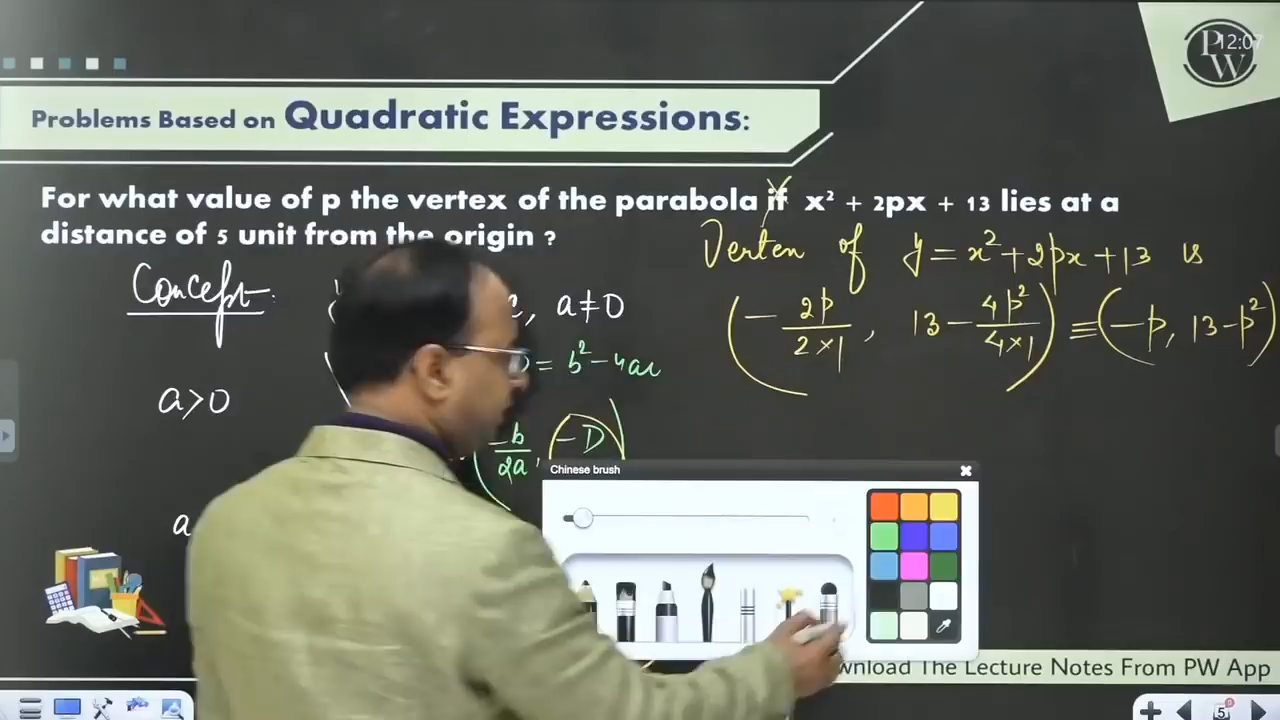 PW
12:07
Problems Based on Quadratic Expressions:
For what value of p the vertex of the parabola if x² + 2px + 13 lies at a
distance of 5 unit from the origin ?
Verten of y = x² + 2px + 13 is
Concept:
, a ≠ 0
(- 2p / 2×1 , 13 - 4p² / 4×1) ≡ (-p, 13-p²)
D = b² - 4ac
a > 0
(-b / 2a , -D
a
Chinese brush
Download The Lecture Notes From PW App
5